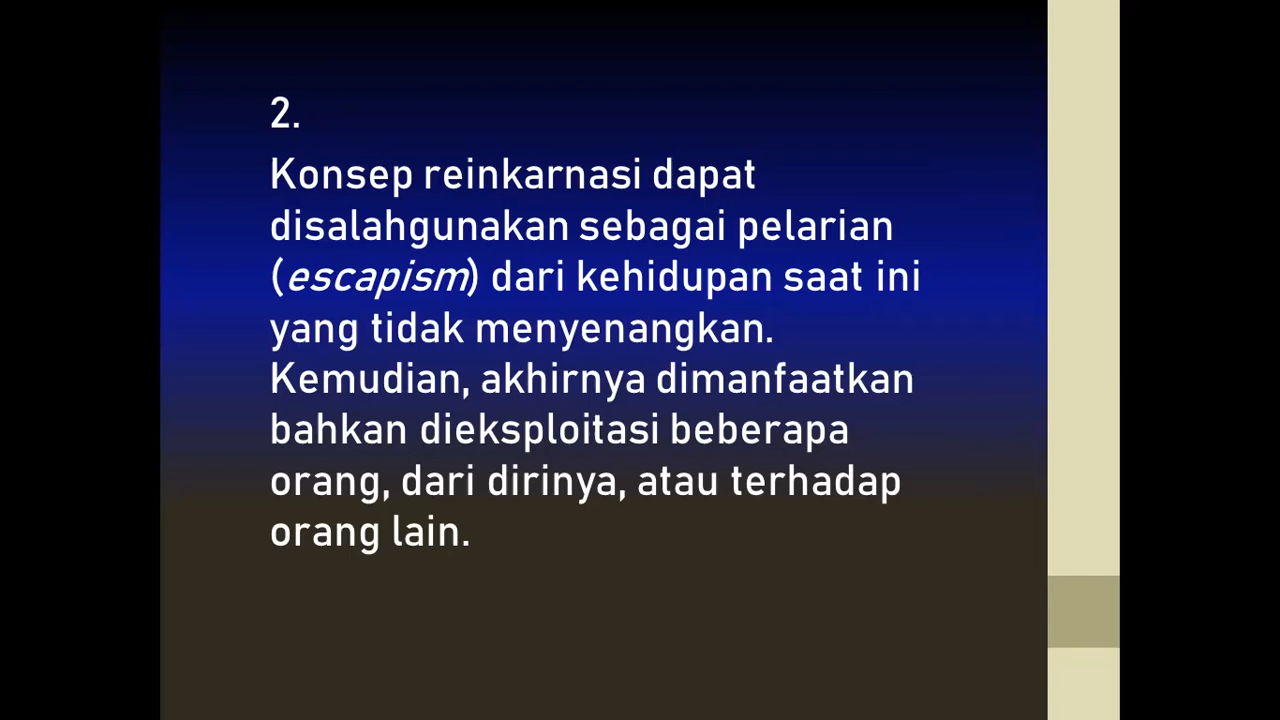 2.
Konsep reinkarnasi dapat
disalahgunakan sebagai pelarian
(escapism) dari kehidupan saat ini
yang tidak menyenangkan.
Kemudian, akhirnya dimanfaatkan
bahkan dieksploitasi beberapa
orang, dari dirinya, atau terhadap
orang lain.